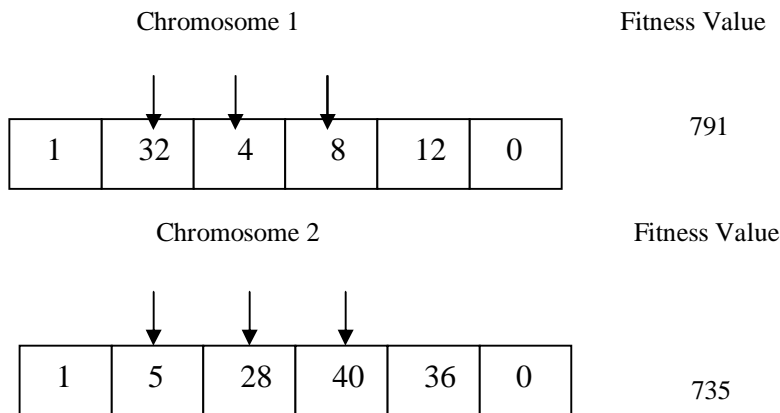 Chromosome 1 Fitness Value
791
1 32 4 8 12 0
Chromosome 2 Fitness Value
1 5 28 40 36 0
735